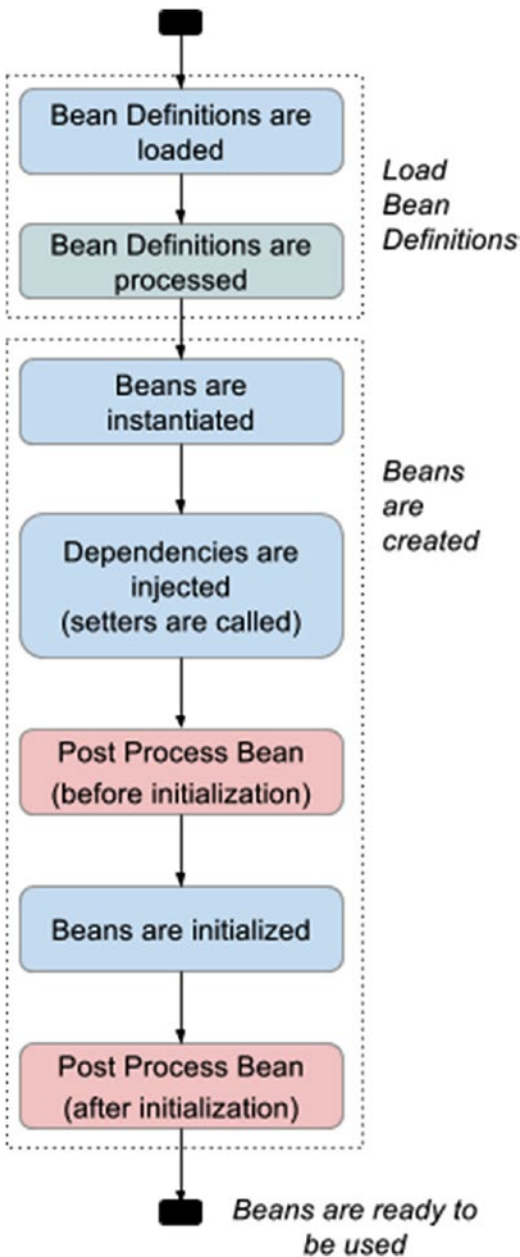 Bean Definitions are
loaded
Load
Bean
Definitions
Bean Definitions are
processed
Beans are
instantiated
Beans
are
created
Dependencies are
injected
(setters are called)
Post Process Bean
(before initialization)
Beans are initialized
Post Process Bean
(after initialization)
Beans are ready to
be used